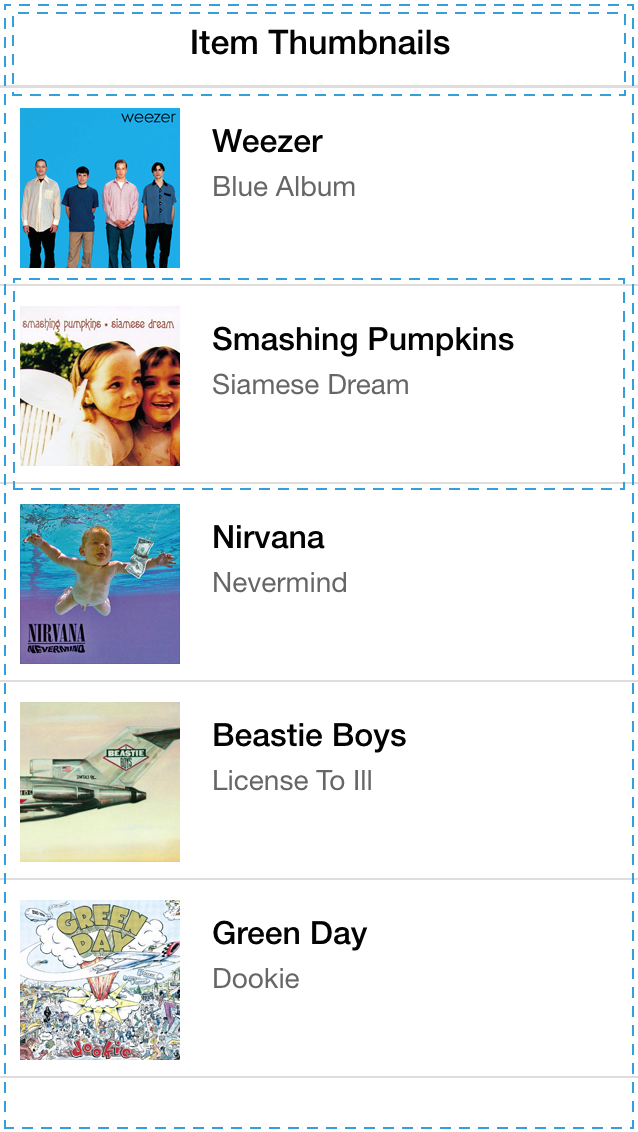 Item Thumbnails
weezer
Weezer
Blue Album
smashing pumpkins • siamese dream
Smashing Pumpkins
Siamese Dream
Nirvana
Nevermind
NIRVANA
NEVERMIND
Beastie Boys
License To Ill
BEASTIE
BOYS
Green Day
Dookie
GREEN
DAY
dookie